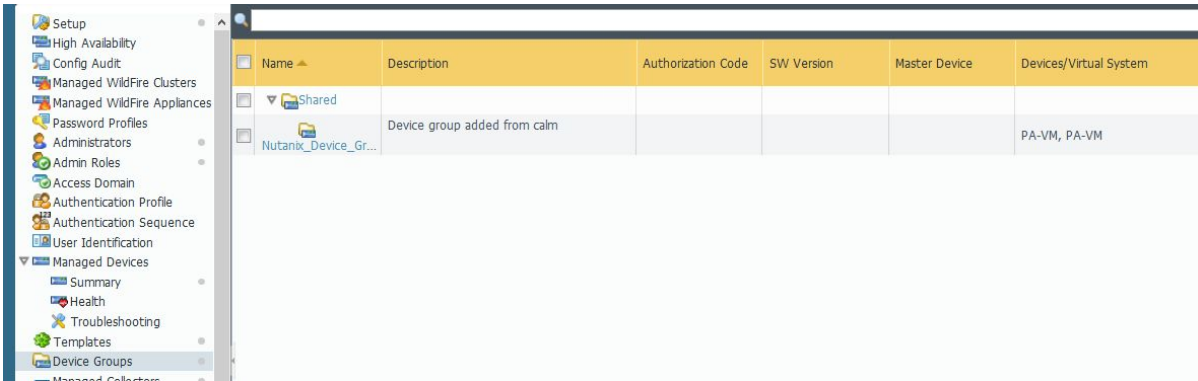 Setup
High Availability
Config Audit
Managed WildFire Clusters
Managed WildFire Appliances
Password Profiles
Administrators
Admin Roles
Access Domain
Authentication Profile
Authentication Sequence
User Identification
Managed Devices
Summary
Health
Troubleshooting
Templates
Device Groups
Managed Collectors
Name Description Authorization Code SW Version Master Device Devices/Virtual System
Shared
Nutanix_Device_Gr... Device group added from calm PA-VM, PA-VM